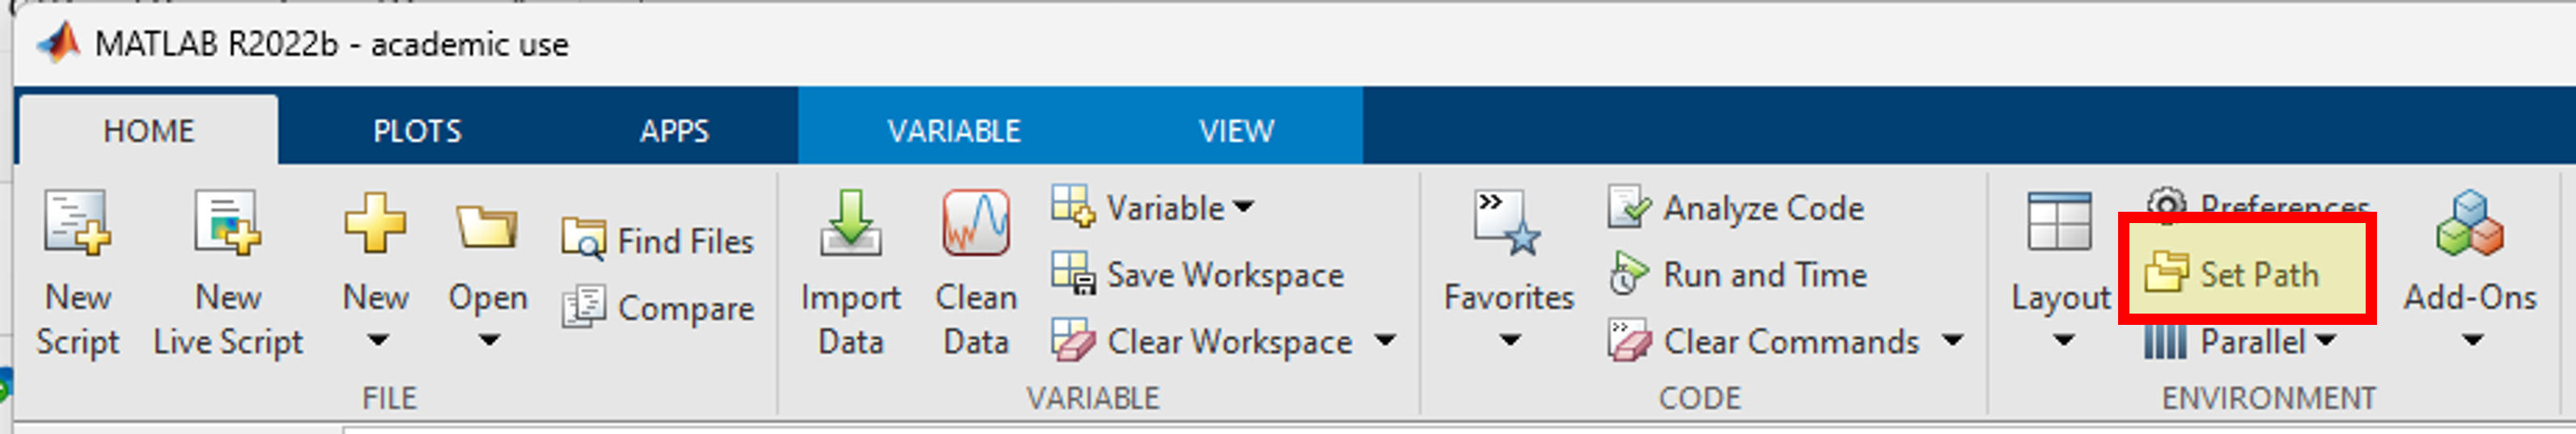 MATLAB R2022b - academic use
HOME
PLOTS
APPS
VARIABLE
VIEW
New
Script
New
Live Script
New
Open
Find Files
Compare
FILE
Import
Data
Clean
Data
Variable
Save Workspace
Clear Workspace
VARIABLE
Favorites
Analyze Code
Run and Time
Clear Commands
CODE
Layout
Preferences
Set Path
Parallel
Add-Ons
ENVIRONMENT